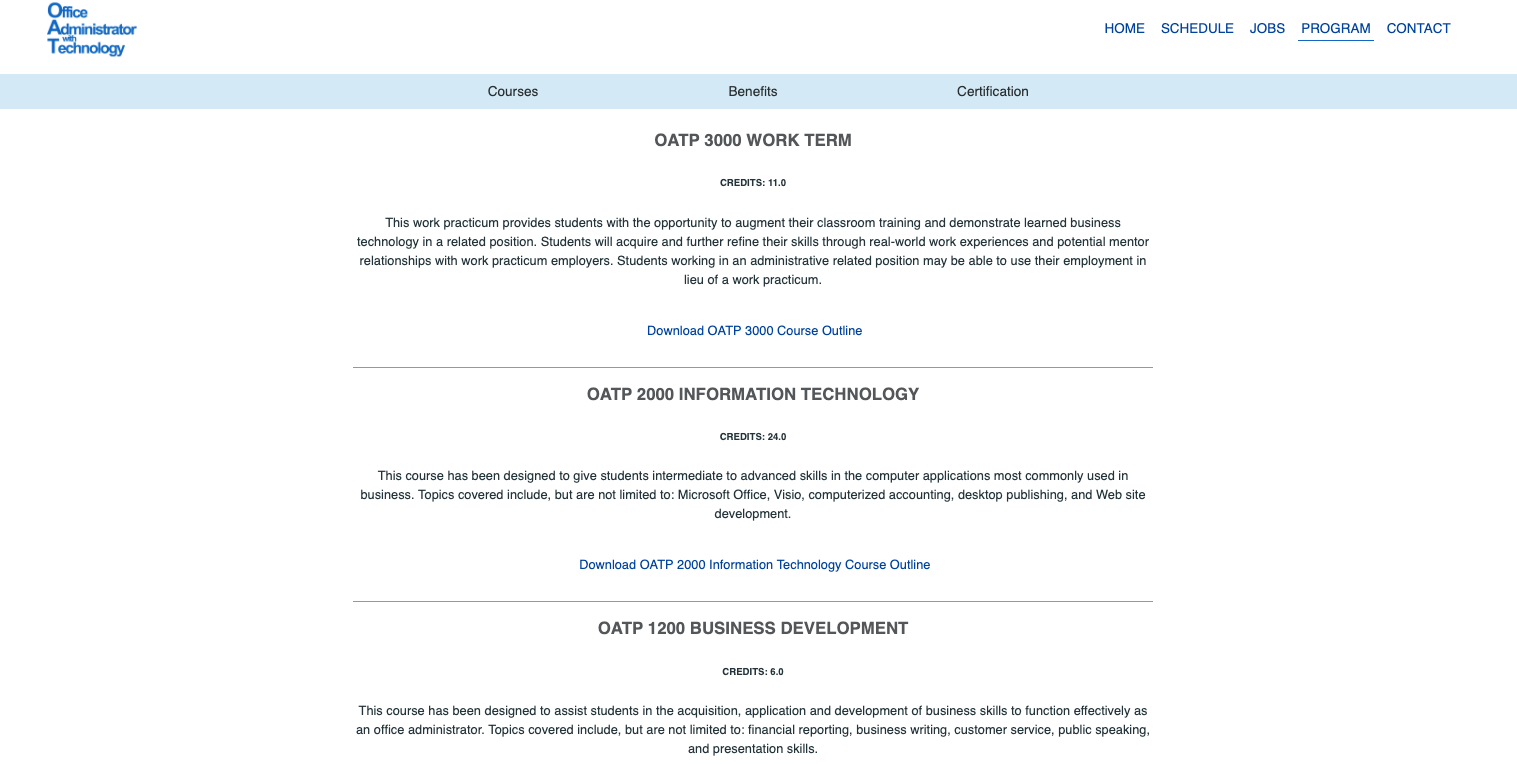 Office
Administrator
with
Technology
HOME SCHEDULE JOBS PROGRAM CONTACT
Courses Benefits Certification
OATP 3000 WORK TERM
CREDITS: 11.0
This work practicum provides students with the opportunity to augment their classroom training and demonstrate learned business
technology in a related position. Students will acquire and further refine their skills through real-world work experiences and potential mentor
relationships with work practicum employers. Students working in an administrative related position may be able to use their employment in
lieu of a work practicum.
Download OATP 3000 Course Outline
OATP 2000 INFORMATION TECHNOLOGY
CREDITS: 24.0
This course has been designed to give students intermediate to advanced skills in the computer applications most commonly used in
business. Topics covered include, but are not limited to: Microsoft Office, Visio, computerized accounting, desktop publishing, and Web site
development.
Download OATP 2000 Information Technology Course Outline
OATP 1200 BUSINESS DEVELOPMENT
CREDITS: 6.0
This course has been designed to assist students in the acquisition, application and development of business skills to function effectively as
an office administrator. Topics covered include, but are not limited to: financial reporting, business writing, customer service, public speaking,
and presentation skills.